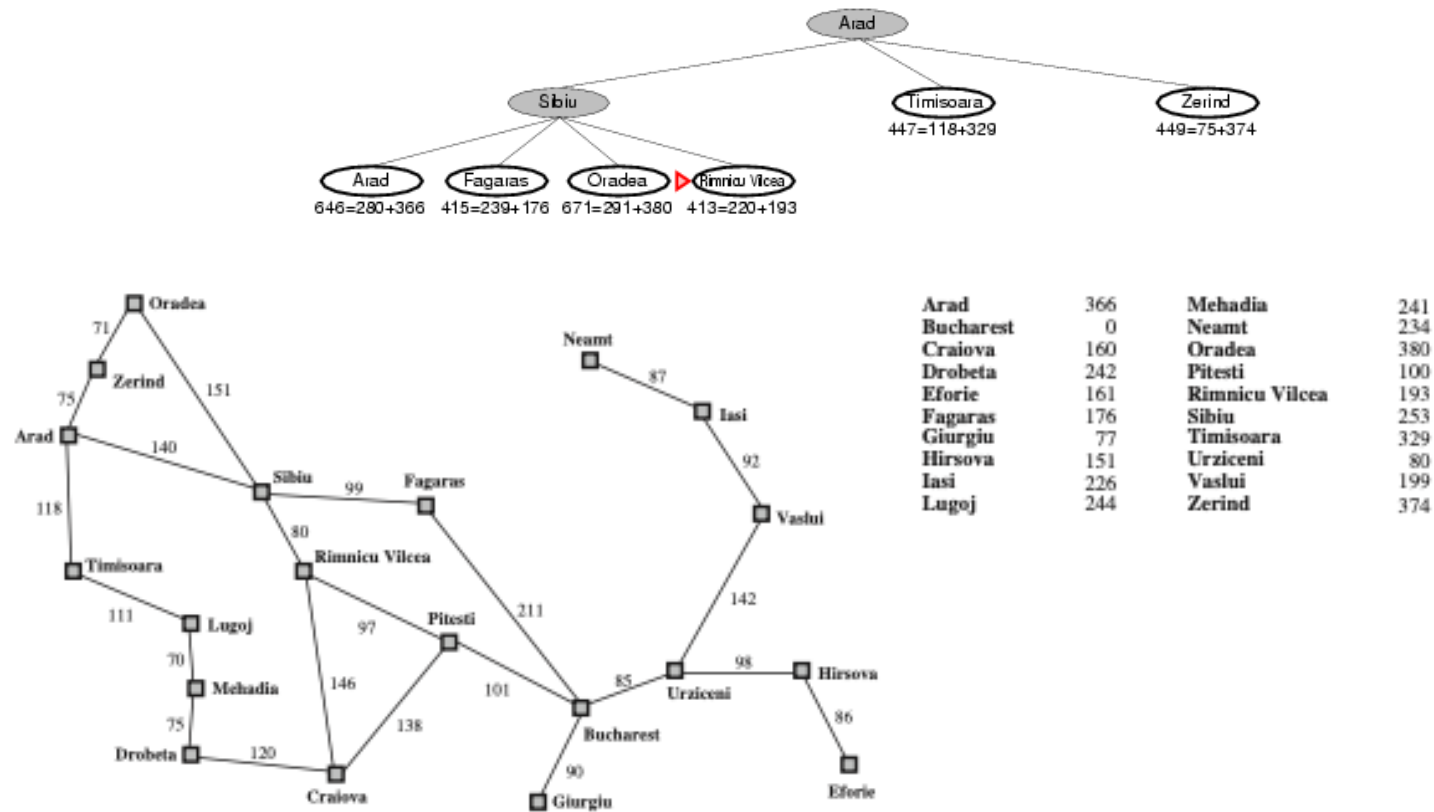 Arad
Sibiu
Timisoara
Zerind
447=118+329
449=75+374
Arad
Fagaras
Oradea
Rimnicu Vilcea
646=280+366
415=239+176
671=291+380
413=220+193
Oradea
71
Neamt
Zerind
87
151
75
Iasi
Arad
140
92
Sibiu
99
Fagaras
118
Vaslui
80
Timisoara
Rimnicu Vilcea
142
111
211
Lugoj
97
Pitesti
70
98
Hirsova
Mehadia
146
101
85
Urziceni
86
75
138
Bucharest
Drobeta
120
90
Eforie
Craiova
Giurgiu
Arad 366 Mehadia 241
Bucharest 0 Neamt 234
Craiova 160 Oradea 380
Drobeta 242 Pitesti 100
Eforie 161 Rimnicu Vilcea 193
Fagaras 176 Sibiu 253
Giurgiu 77 Timisoara 329
Hirsova 151 Urziceni 80
Iasi 226 Vaslui 199
Lugoj 244 Zerind 374